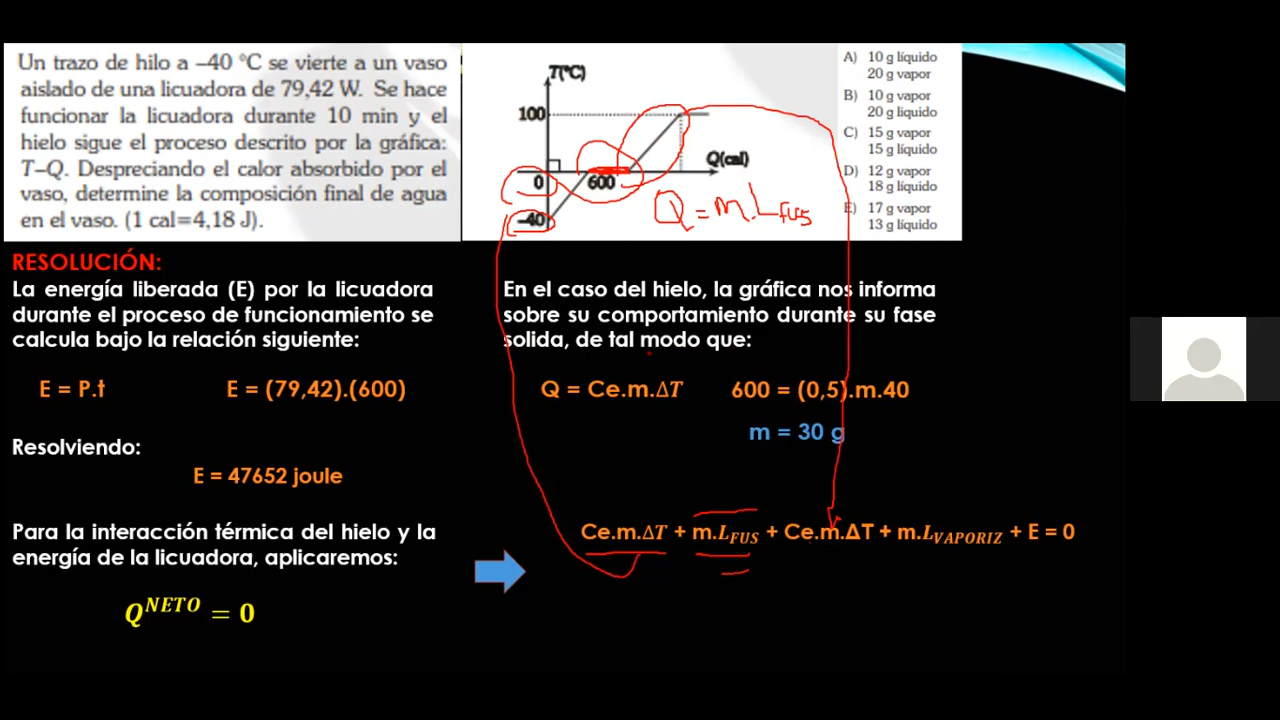 Un trazo de hilo a –40 °C se vierte a un vaso
aislado de una licuadora de 79,42 W. Se hace
funcionar la licuadora durante 10 min y el
hielo sigue el proceso descrito por la gráfica:
T–Q. Despreciando el calor absorbido por el
vaso, determine la composición final de agua
en el vaso. (1 cal=4,18 J).
T(°C)
100
Q(cal)
0
600
–40
Q = m.L FUS
A) 10 g líquido
20 g vapor
B) 10 g vapor
20 g líquido
C) 15 g vapor
15 g líquido
D) 12 g vapor
18 g líquido
E) 17 g vapor
13 g líquido
RESOLUCIÓN:
La energía liberada (E) por la licuadora
durante el proceso de funcionamiento se
calcula bajo la relación siguiente:
E = P.t E = (79,42).(600)
Resolviendo:
E = 47652 joule
Para la interacción térmica del hielo y la
energía de la licuadora, aplicaremos:
Q^NETO = 0
En el caso del hielo, la gráfica nos informa
sobre su comportamiento durante su fase
solida, de tal modo que:
Q = Ce.m.ΔT 600 = (0,5).m.40
m = 30 g
Ce.m.ΔT + m.L_FUS + Ce.m.ΔT + m.L_VAPORIZ + E = 0